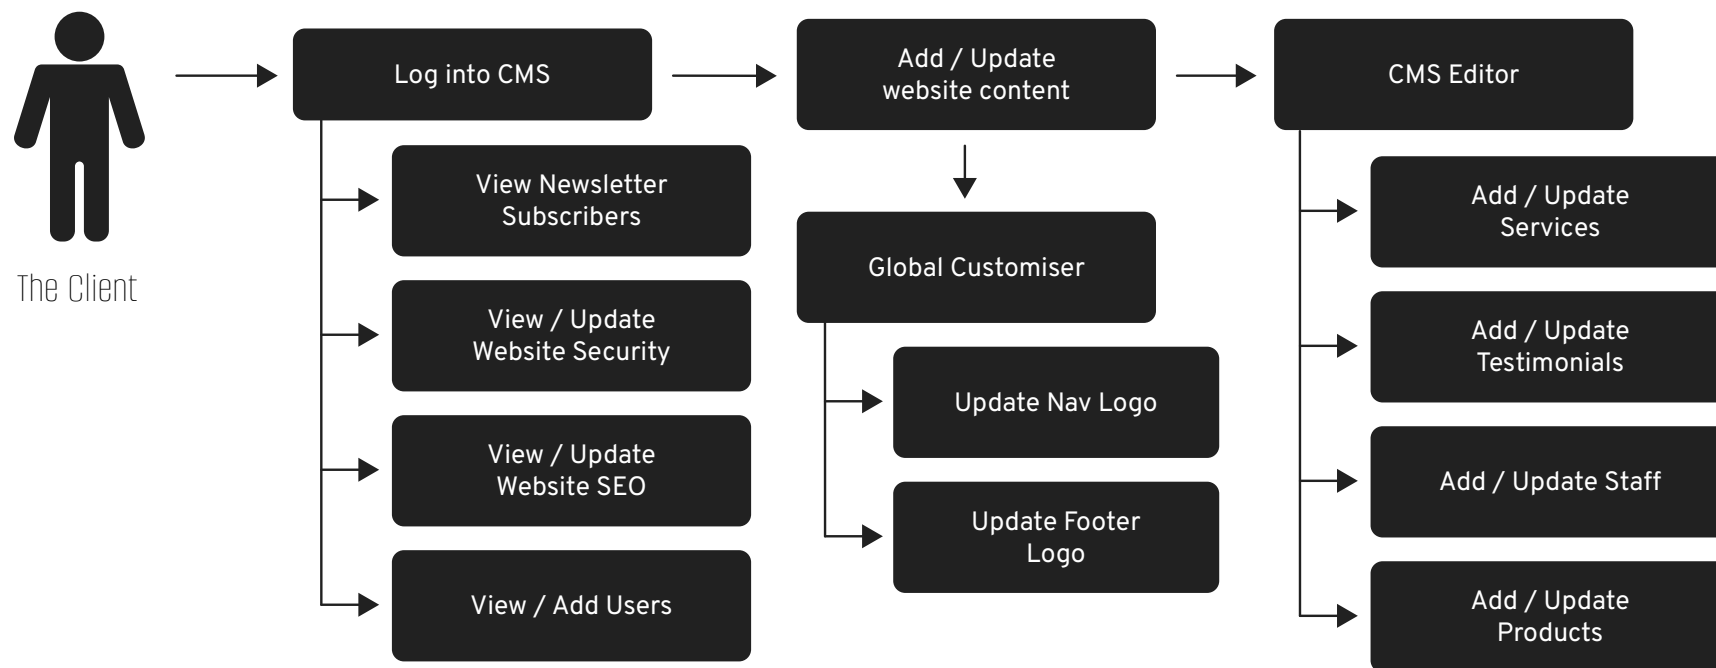 The Client
Log into CMS
View Newsletter
Subscribers
View / Update
Website Security
View / Update
Website SEO
View / Add Users
Add / Update
website content
Global Customiser
Update Nav Logo
Update Footer
Logo
CMS Editor
Add / Update
Services
Add / Update
Testimonials
Add / Update Staff
Add / Update
Products